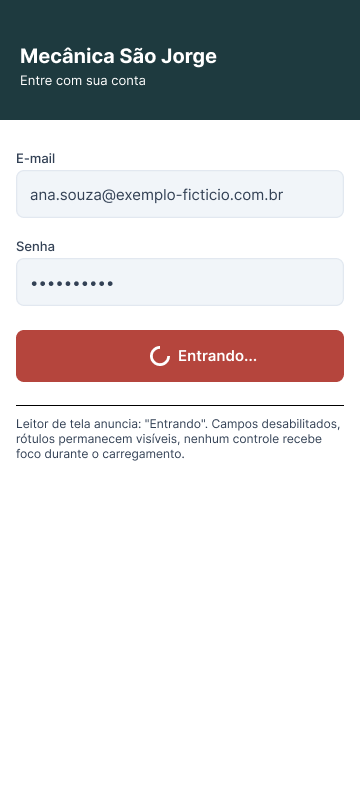 Mecânica São Jorge
Entre com sua conta
E-mail
ana.souza@exemplo-ficticio.com.br
Senha
••••••••••
Entrando...
Leitor de tela anuncia: "Entrando". Campos desabilitados,
rótulos permanecem visíveis, nenhum controle recebe
foco durante o carregamento.